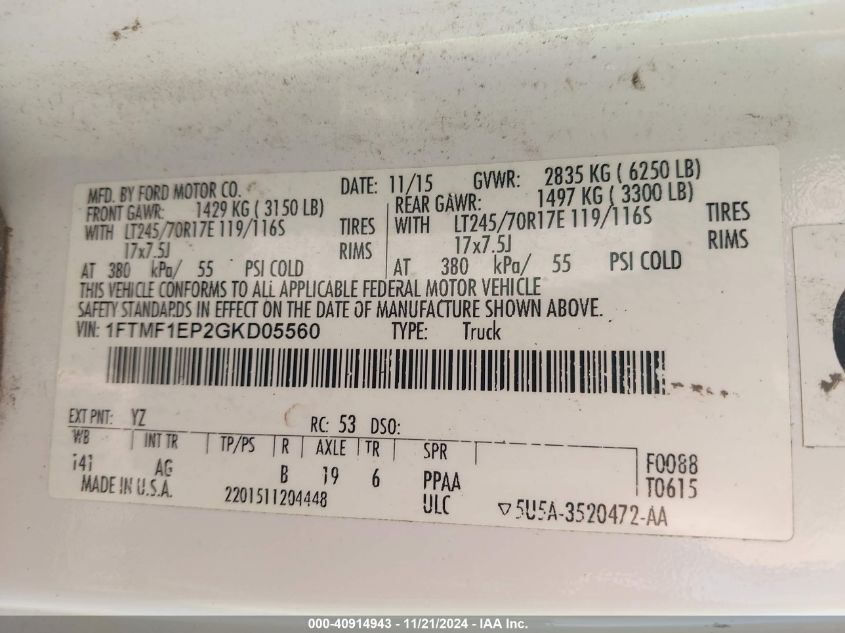 MFD. BY FORD MOTOR CO. DATE: 11/15 GVWR: 2835 KG ( 6250 LB)
FRONT GAWR: 1429 KG ( 3150 LB) REAR GAWR: 1497 KG ( 3300 LB)
WITH LT245/70R17E 119/116S TIRES WITH LT245/70R17E 119/116S TIRES
17x7.5J RIMS 17x7.5J RIMS
AT 380 kPa/ 55 PSI COLD AT 380 kPa/ 55 PSI COLD
THIS VEHICLE CONFORMS TO ALL APPLICABLE FEDERAL MOTOR VEHICLE
SAFETY STANDARDS IN EFFECT ON THE DATE OF MANUFACTURE SHOWN ABOVE.
VIN: 1FTMF1EP2GKD05560 TYPE: Truck
EXT PNT: YZ RC: 53 DSO:
WB INT TR TP/PS R AXLE TR SPR
141 AG B 19 6 PPAA F0088
MADE IN U.S.A. 2201511204448 ULC T0615
▽5U5A-3520472-AA
000-40914943 - 11/21/2024 - IAA Inc.